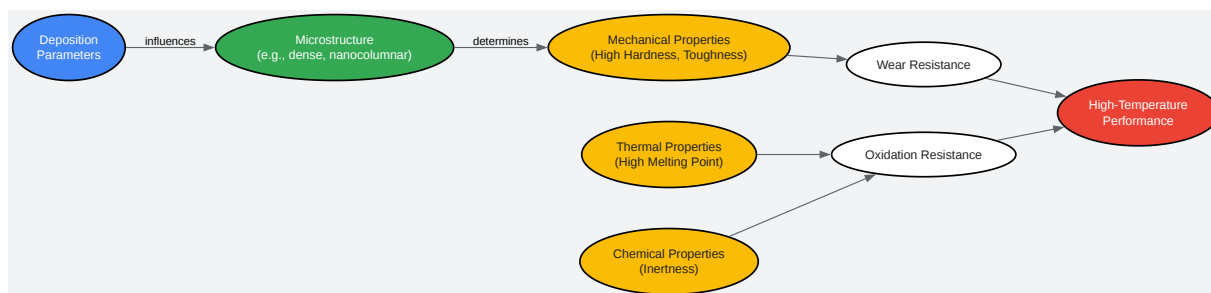 Deposition
Parameters
influences
Microstructure
(e.g., dense, nanocolumnar)
determines
Mechanical Properties
(High Hardness, Toughness)
Wear Resistance
High-Temperature
Performance
Thermal Properties
(High Melting Point)
Oxidation Resistance
Chemical Properties
(Inertness)